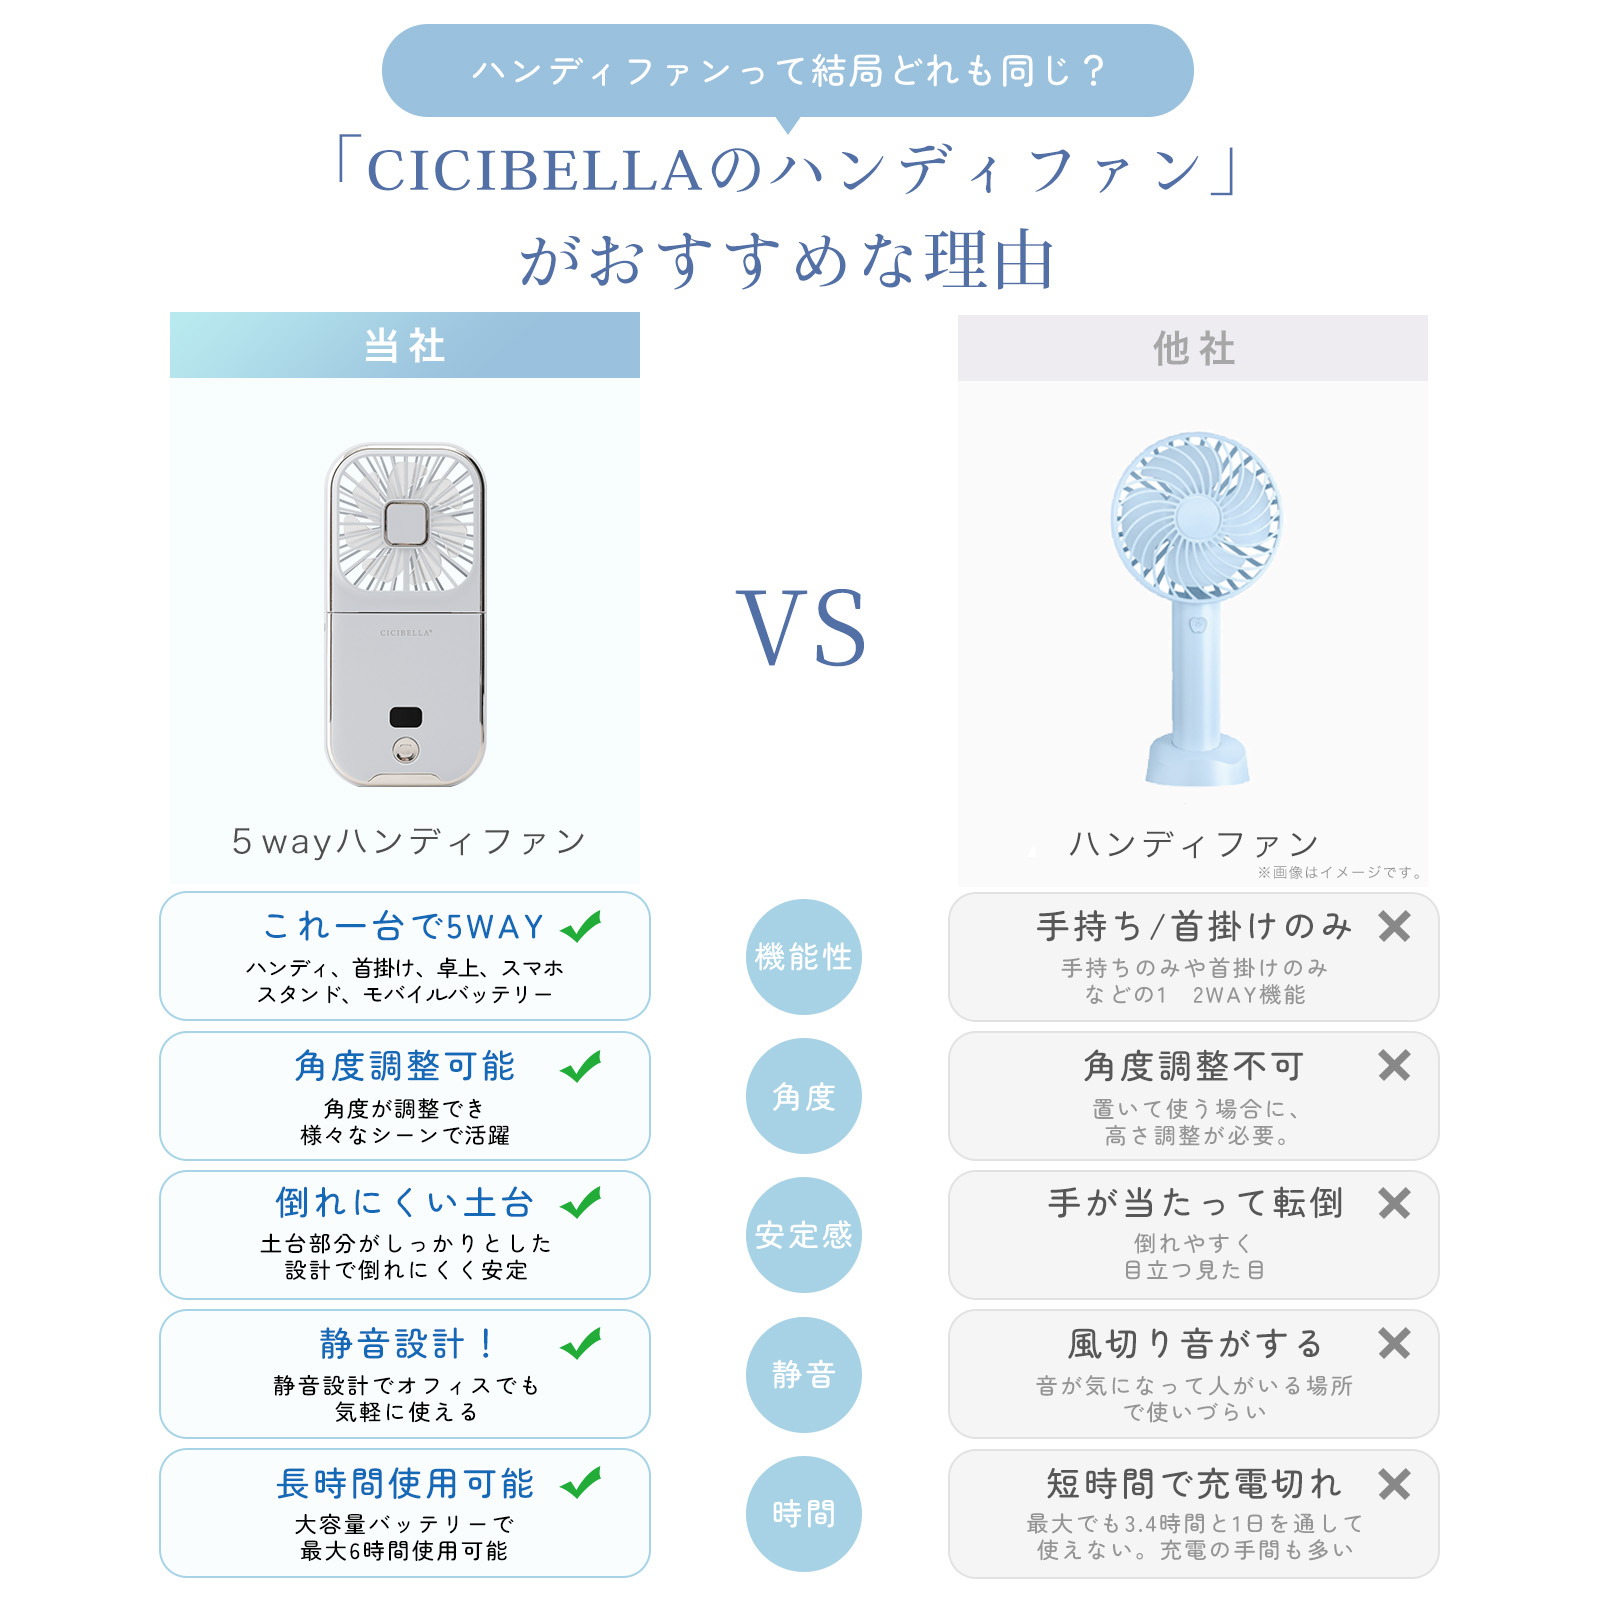 ハンディファンって結局どれも同じ？
「CICIBELLAのハンディファン」
がおすすめな理由
当社
他社
CICIBELLA
VS
５wayハンディファン
ハンディファン
※画像はイメージです。
これ一台で5WAY
ハンディ、首掛け、卓上、スマホ
スタンド、モバイルバッテリー
機能性
手持ち/首掛けのみ
手持ちのみや首掛けのみ
などの1　2WAY機能
角度調整可能
角度が調整でき
様々なシーンで活躍
角度
角度調整不可
置いて使う場合に、
高さ調整が必要。
倒れにくい土台
土台部分がしっかりとした
設計で倒れにくく安定
安定感
手が当たって転倒
倒れやすく
目立つ見た目
静音設計！
静音設計でオフィスでも
気軽に使える
静音
風切り音がする
音が気になって人がいる場所
で使いづらい
長時間使用可能
大容量バッテリーで
最大6時間使用可能
時間
短時間で充電切れ
最大でも3.4時間と1日を通して
使えない。充電の手間も多い